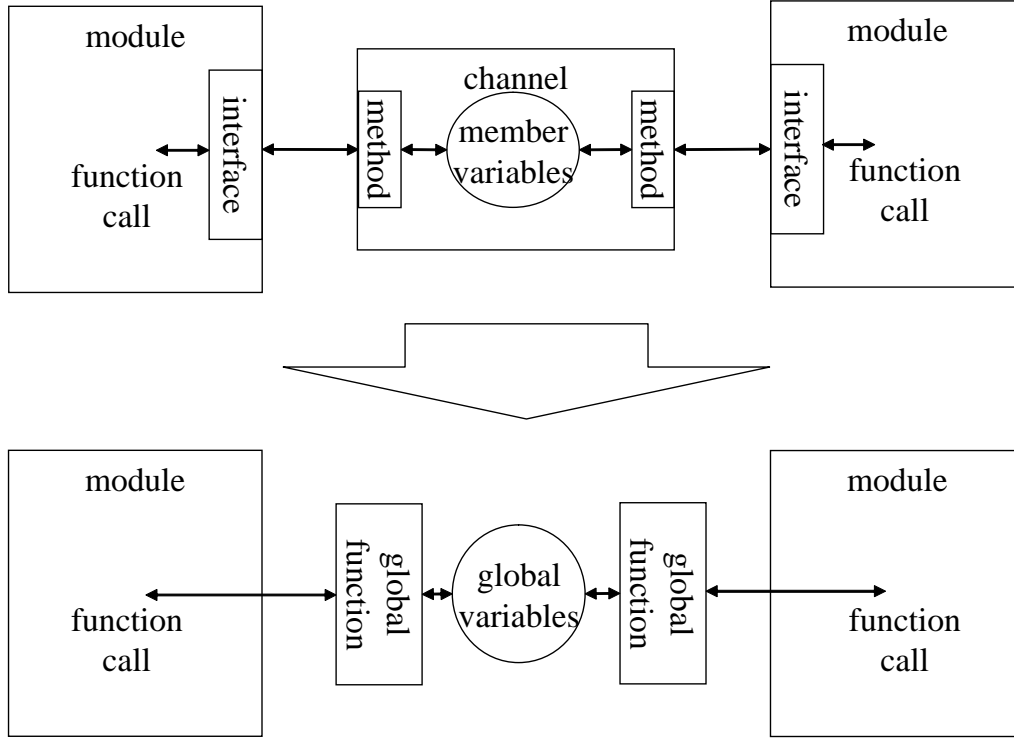 module
interface
function
call
channel
method
member
variables
method
module
interface
function
call
module
function
call
global
function
global
variables
global
function
module
function
call